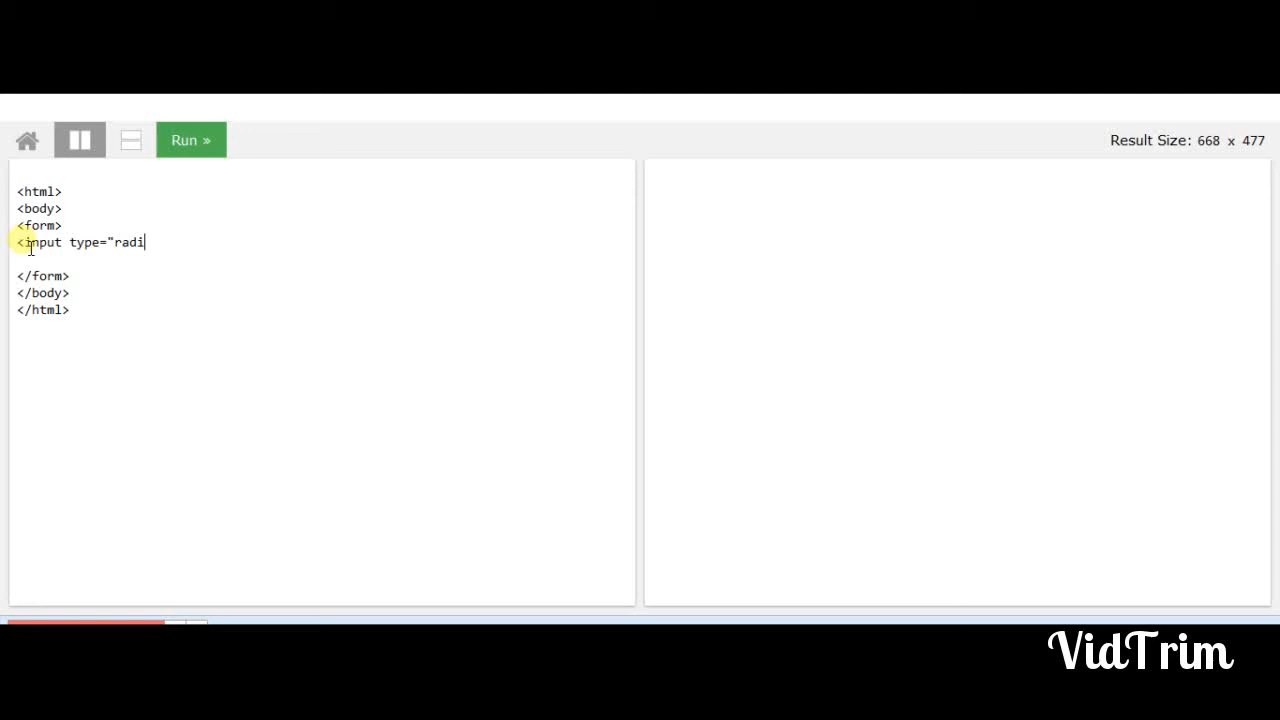 Run »
Result Size: 668 x 477
<html>
<body>
<form>
<input type="radi
</form>
</body>
</html>
VidTrim